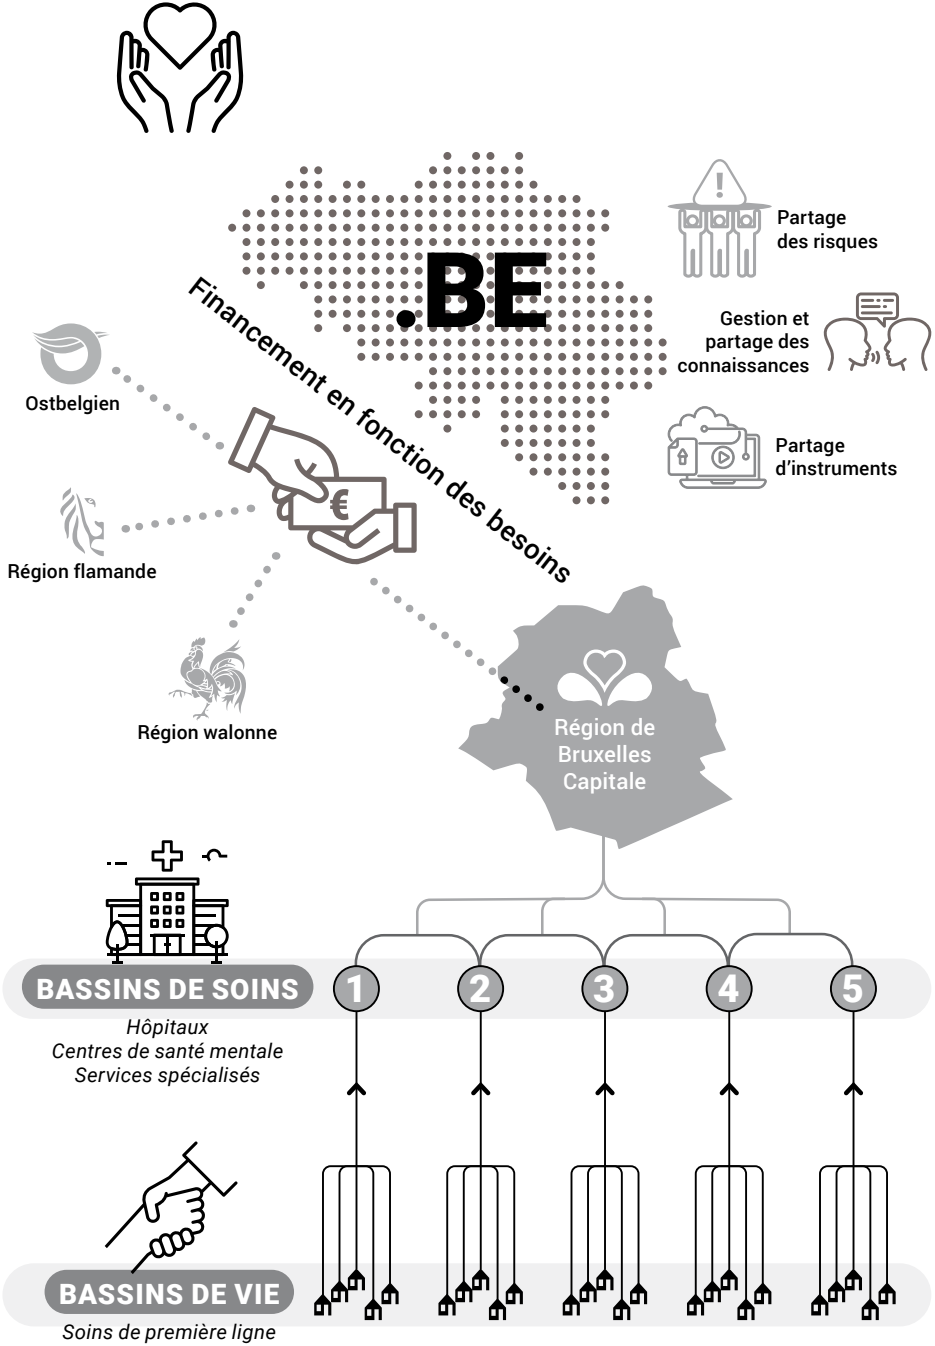 .BE
Partage
des risques
Gestion et
partage des
connaissances
Partage
d'instruments
Financement en fonction des besoins
Ostbelgien
€
Région flamande
Région walonne
Région de
Bruxelles
Capitale
BASSINS DE SOINS
1 2 3 4 5
Hôpitaux
Centres de santé mentale
Services spécialisés
BASSINS DE VIE
Soins de première ligne